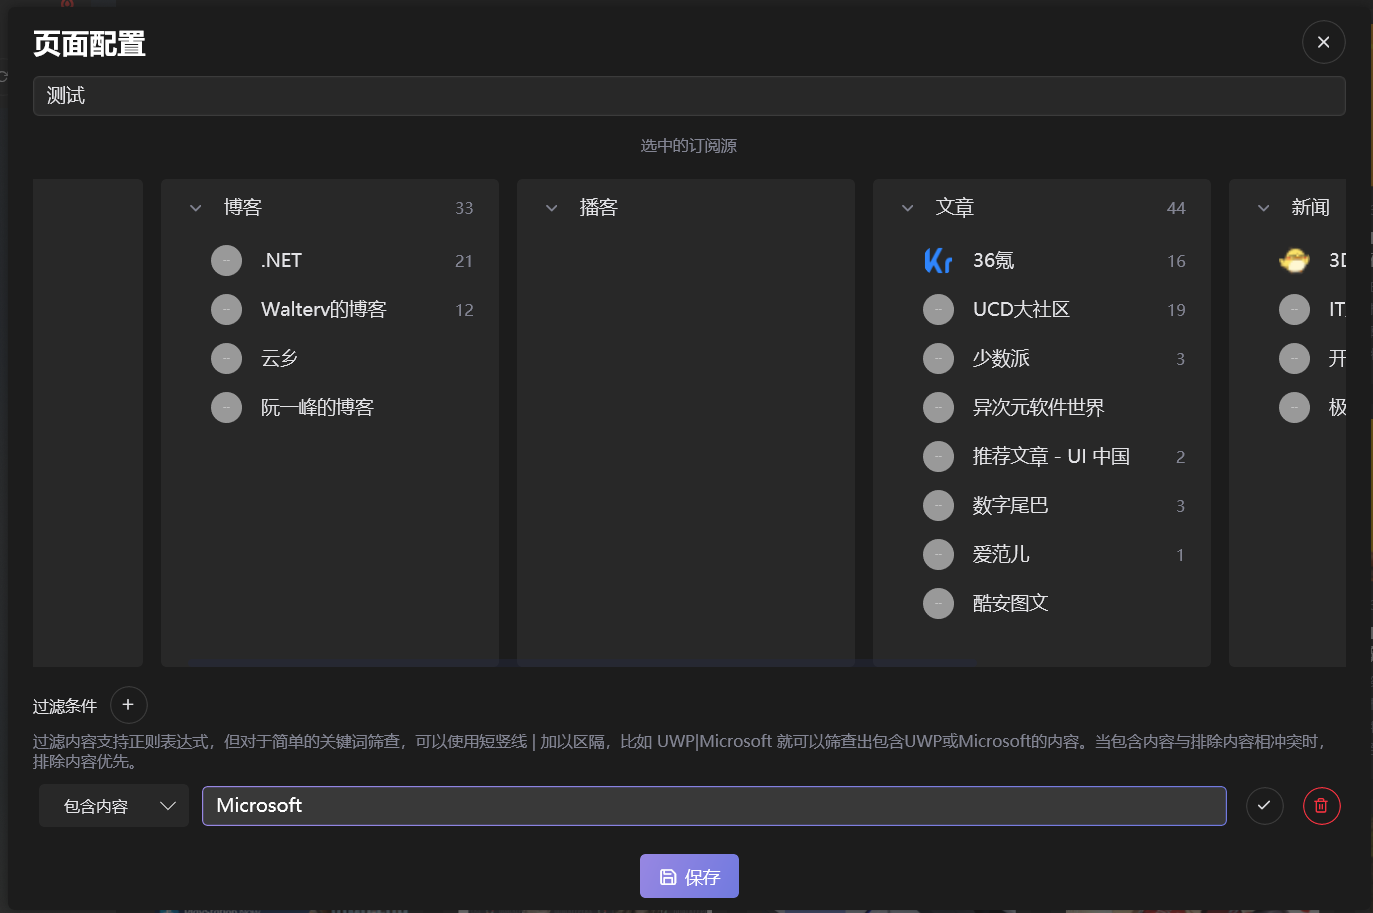 页面配置
测试
选中的订阅源
博客 33
.NET 21
Walterv的博客 12
云乡
阮一峰的博客
播客
文章 44
36氪 16
UCD大社区 19
少数派 3
异次元软件世界
推荐文章 - UI 中国 2
数字尾巴 3
爱范儿 1
酷安图文
新闻
3D
IT
开
极
过滤条件
过滤内容支持正则表达式，但对于简单的关键词筛查，可以使用短竖线 | 加以区隔，比如 UWP|Microsoft 就可以筛查出包含UWP或Microsoft的内容。当包含内容与排除内容相冲突时，
排除内容优先。
包含内容
Microsoft
保存